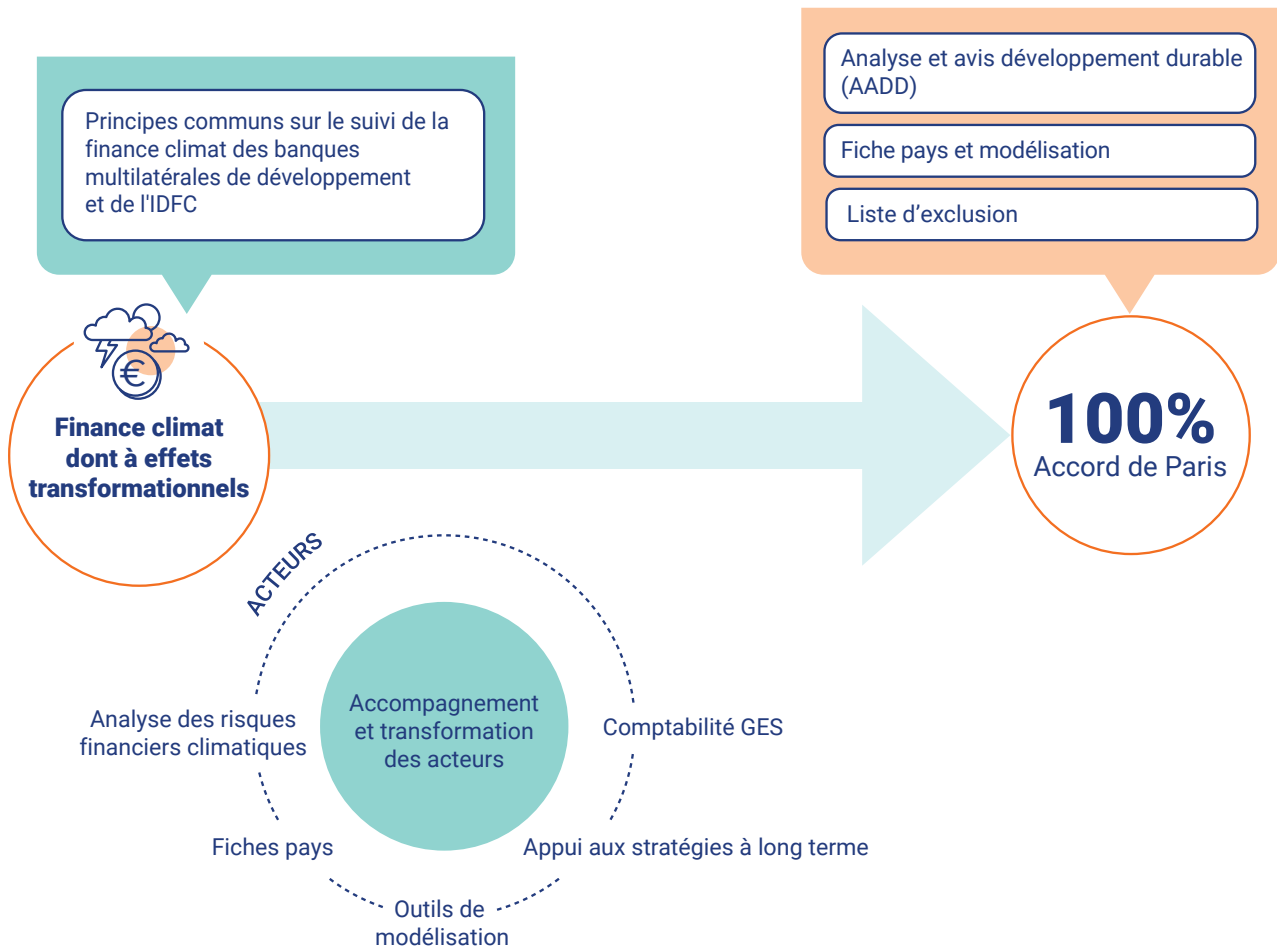 Principes communs sur le suivi de la
finance climat des banques
multilatérales de développement
et de l'IDFC
Analyse et avis développement durable
(AADD)
Fiche pays et modélisation
Liste d’exclusion
€
Finance climat
dont à effets
transformationnels
100%
Accord de Paris
ACTEURS
Accompagnement
et transformation
des acteurs
Analyse des risques
financiers climatiques
Comptabilité GES
Fiches pays
Appui aux stratégies à long terme
Outils de
modélisation